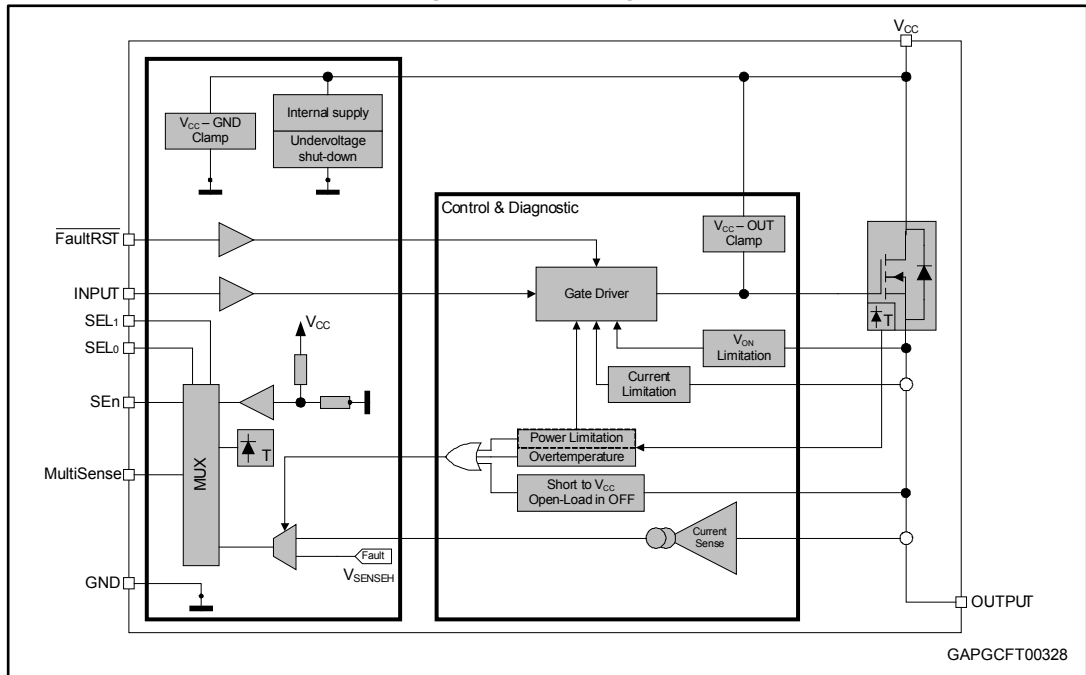 VCC
VCC – GND
Clamp
Internal supply
Undervoltage
shut-down
Control & Diagnostic
VCC – OUT
Clamp
FaultRST
INPUT
SEL1
SEL0
SEn
MultiSense
GND
VCC
MUX
T
Gate Driver
VON
Limitation
Current
Limitation
Power Limitation
Overtemperature
Short to VCC
Open-Load in OFF
Current
Sense
Fault
VSENSEH
T
OUTPUT
GAPGCFT00328